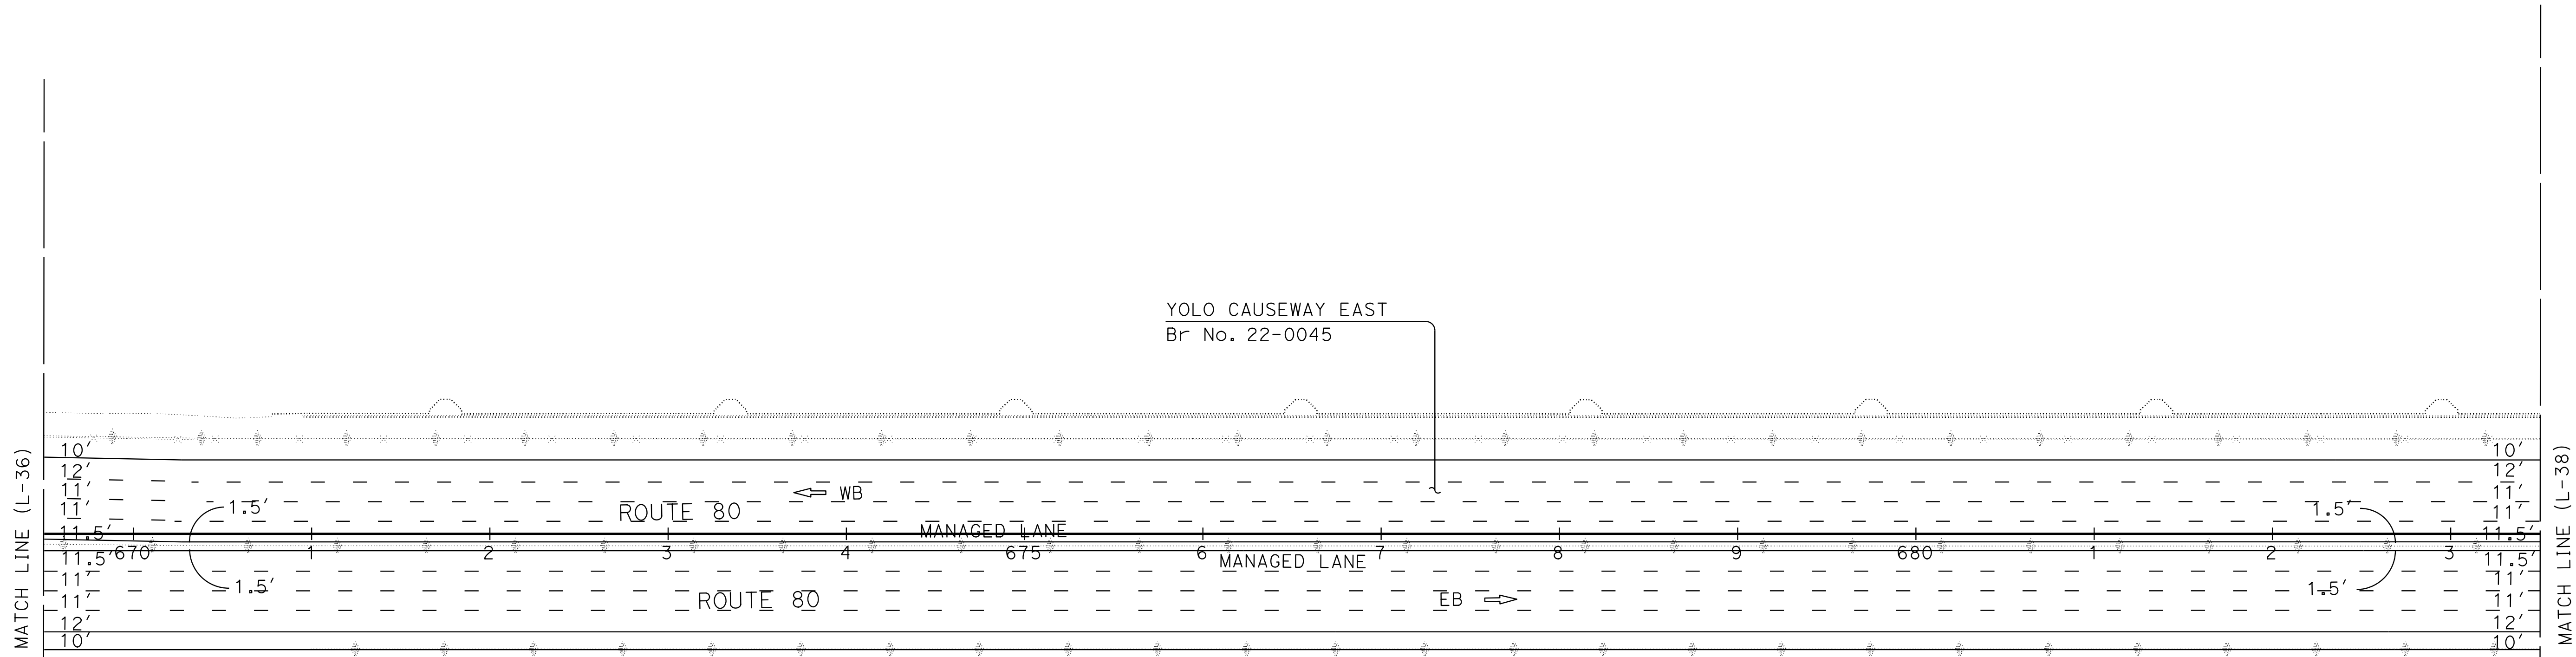 YOLO CAUSEWAY EAST
Br No. 22-0045
MATCH LINE (L-36)
MATCH LINE (L-38)
10' 10'
12' 12'
11' WB 11'
11' 1.5' ROUTE 80 1.5' 11'
11.5' MANAGED LANE 11.5'
670 1 2 3 4 675 6 7 8 9 680 1 2 3
11.5' MANAGED LANE 11.5'
11' 1.5' 1.5' 11'
11' ROUTE 80 EB 11'
12' 12'
10' 10'